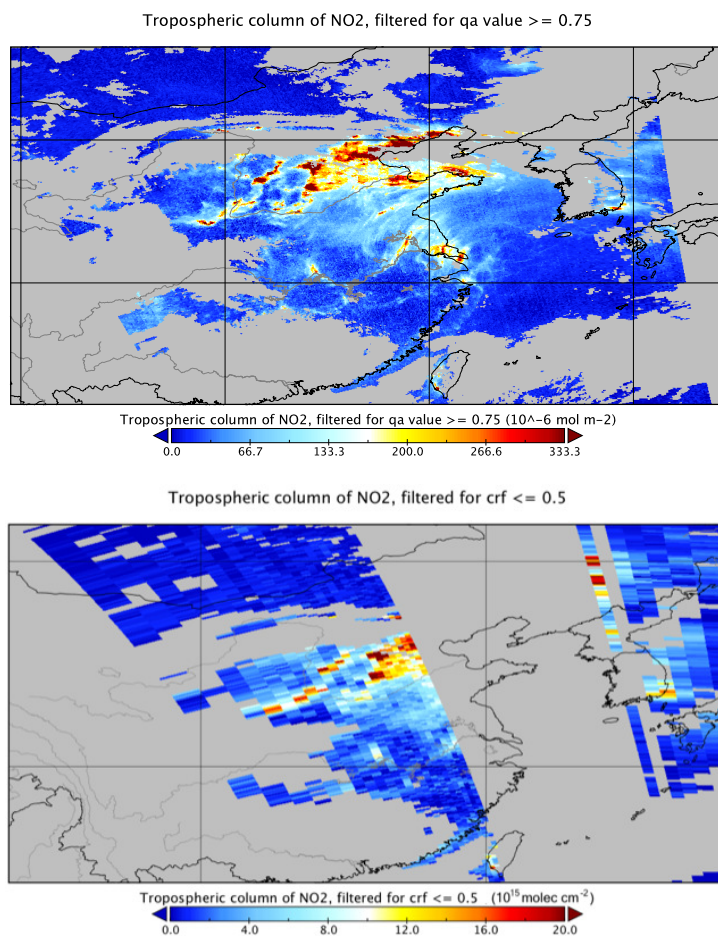 Tropospheric column of NO2, filtered for qa value >= 0.75
Tropospheric column of NO2, filtered for qa value >= 0.75 (10^-6 mol m-2)
0.0 66.7 133.3 200.0 266.6 333.3
Tropospheric column of NO2, filtered for crf <= 0.5
Tropospheric column of NO2, filtered for crf <= 0.5 (10¹⁵molec cm⁻²)
0.0 4.0 8.0 12.0 16.0 20.0